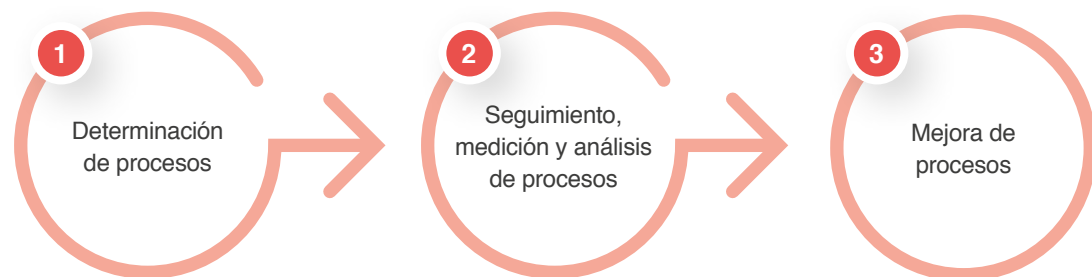 1
Determinación
de procesos
2
Seguimiento,
medición y análisis
de procesos
3
Mejora de
procesos